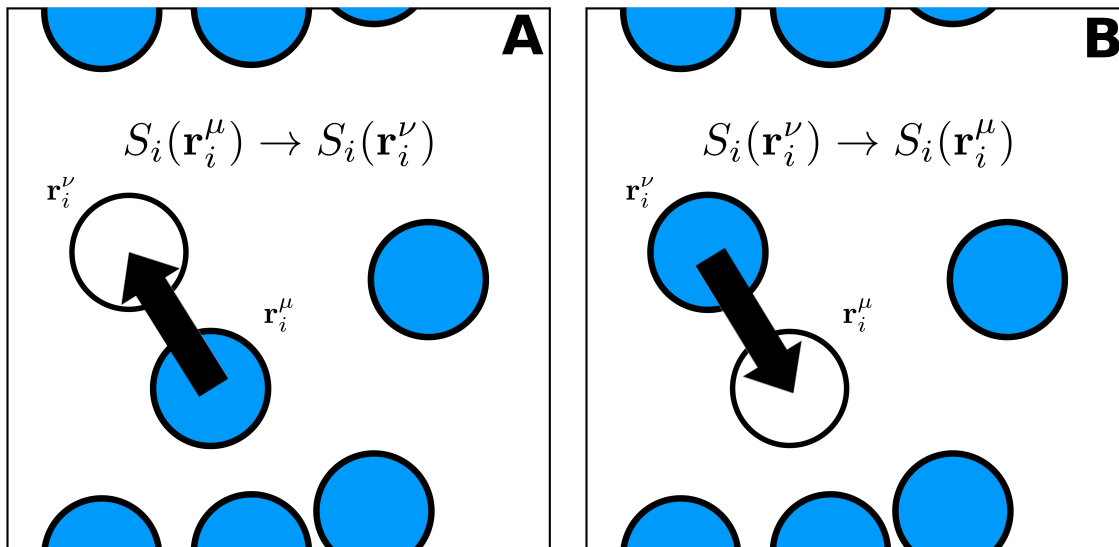 A
S_i(r_i^μ) → S_i(r_i^ν)
r_i^ν
r_i^μ
B
S_i(r_i^ν) → S_i(r_i^μ)
r_i^ν
r_i^μ